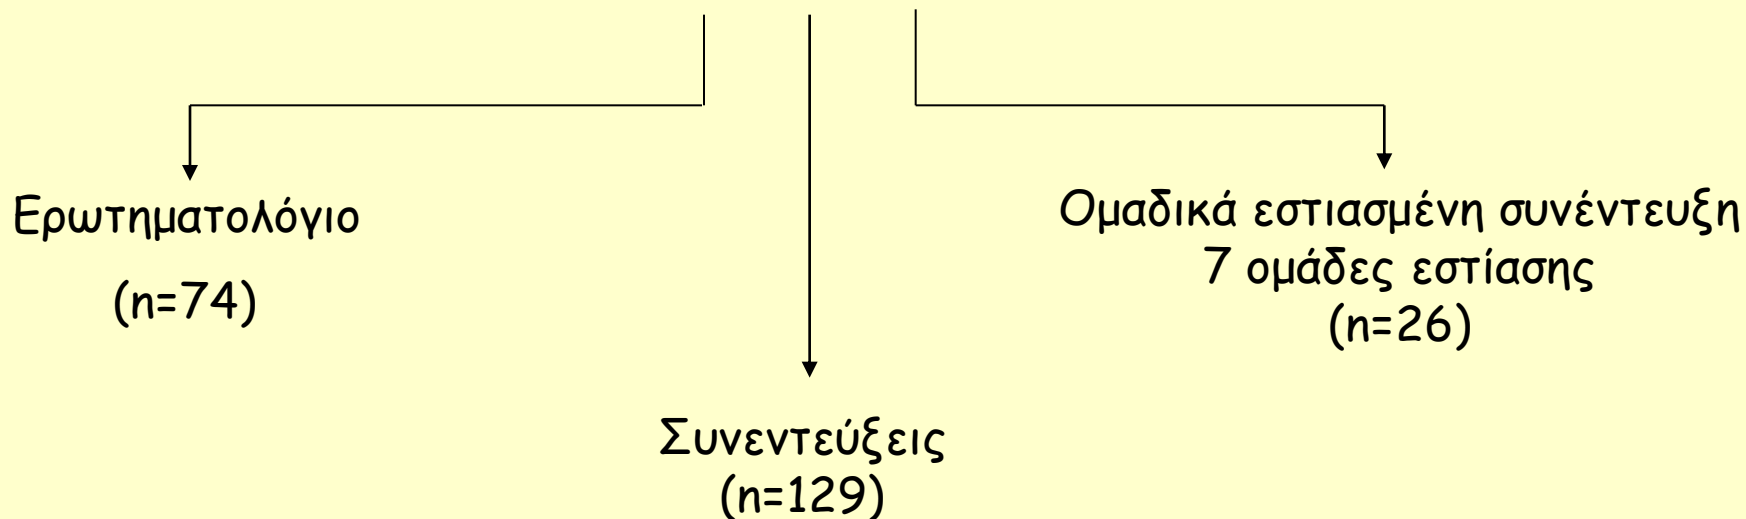 Ερωτηματολόγιο
(n=74)
Ομαδικά εστιασμένη συνέντευξη
7 ομάδες εστίασης
(n=26)
Συνεντεύξεις
(n=129)